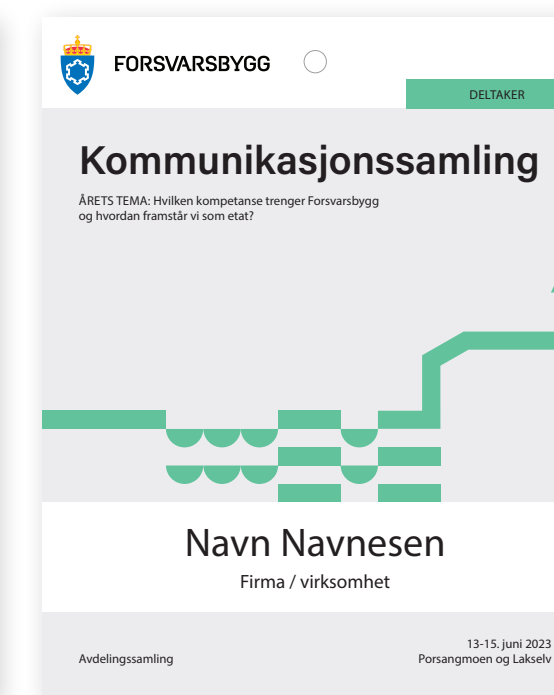 FORSVARSBYGG
DELTAKER
Kommunikasjonssamling
ÅRETS TEMA: Hvilken kompetanse trenger Forsvarsbygg
og hvordan framstår vi som etat?
Navn Navnesen
Firma / virksomhet
13-15. juni 2023
Avdelingssamling
Porsangmoen og Lakselv